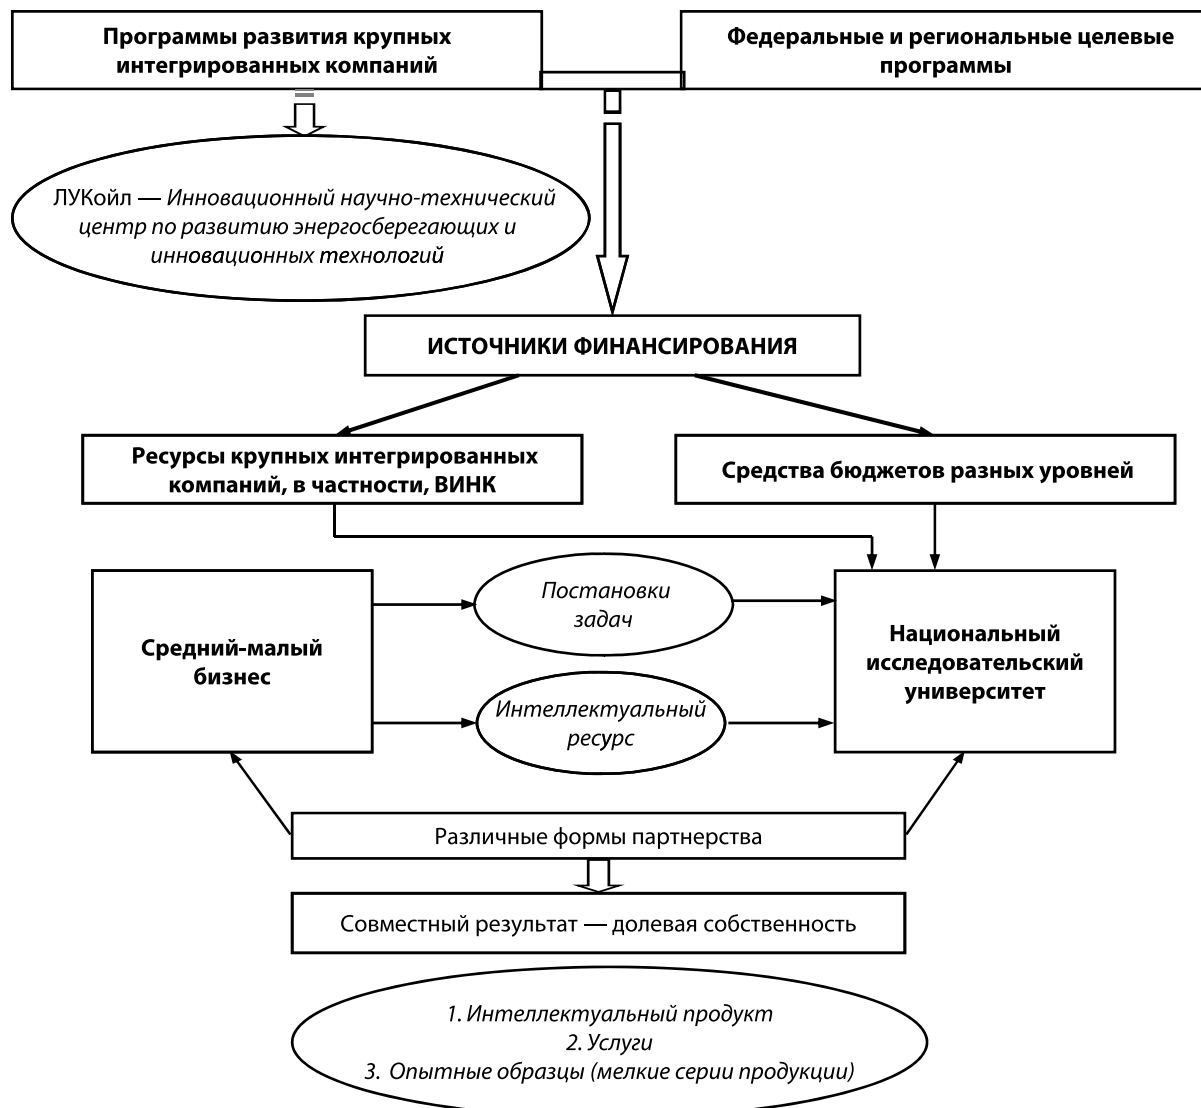 Программы развития крупных
интегрированных компаний
Федеральные и региональные целевые
программы
ЛУКойл — Инновационный научно-технический
центр по развитию энергосберегающих и
инновационных технологий
ИСТОЧНИКИ ФИНАНСИРОВАНИЯ
Ресурсы крупных интегрированных
компаний, в частности, ВИНК
Средства бюджетов разных уровней
Средний-малый
бизнес
Постановки
задач
Интеллектуальный
ресурс
Национальный
исследовательский
университет
Различные формы партнерства
Совместный результат — долевая собственность
1. Интеллектуальный продукт
2. Услуги
3. Опытные образцы (мелкие серии продукции)